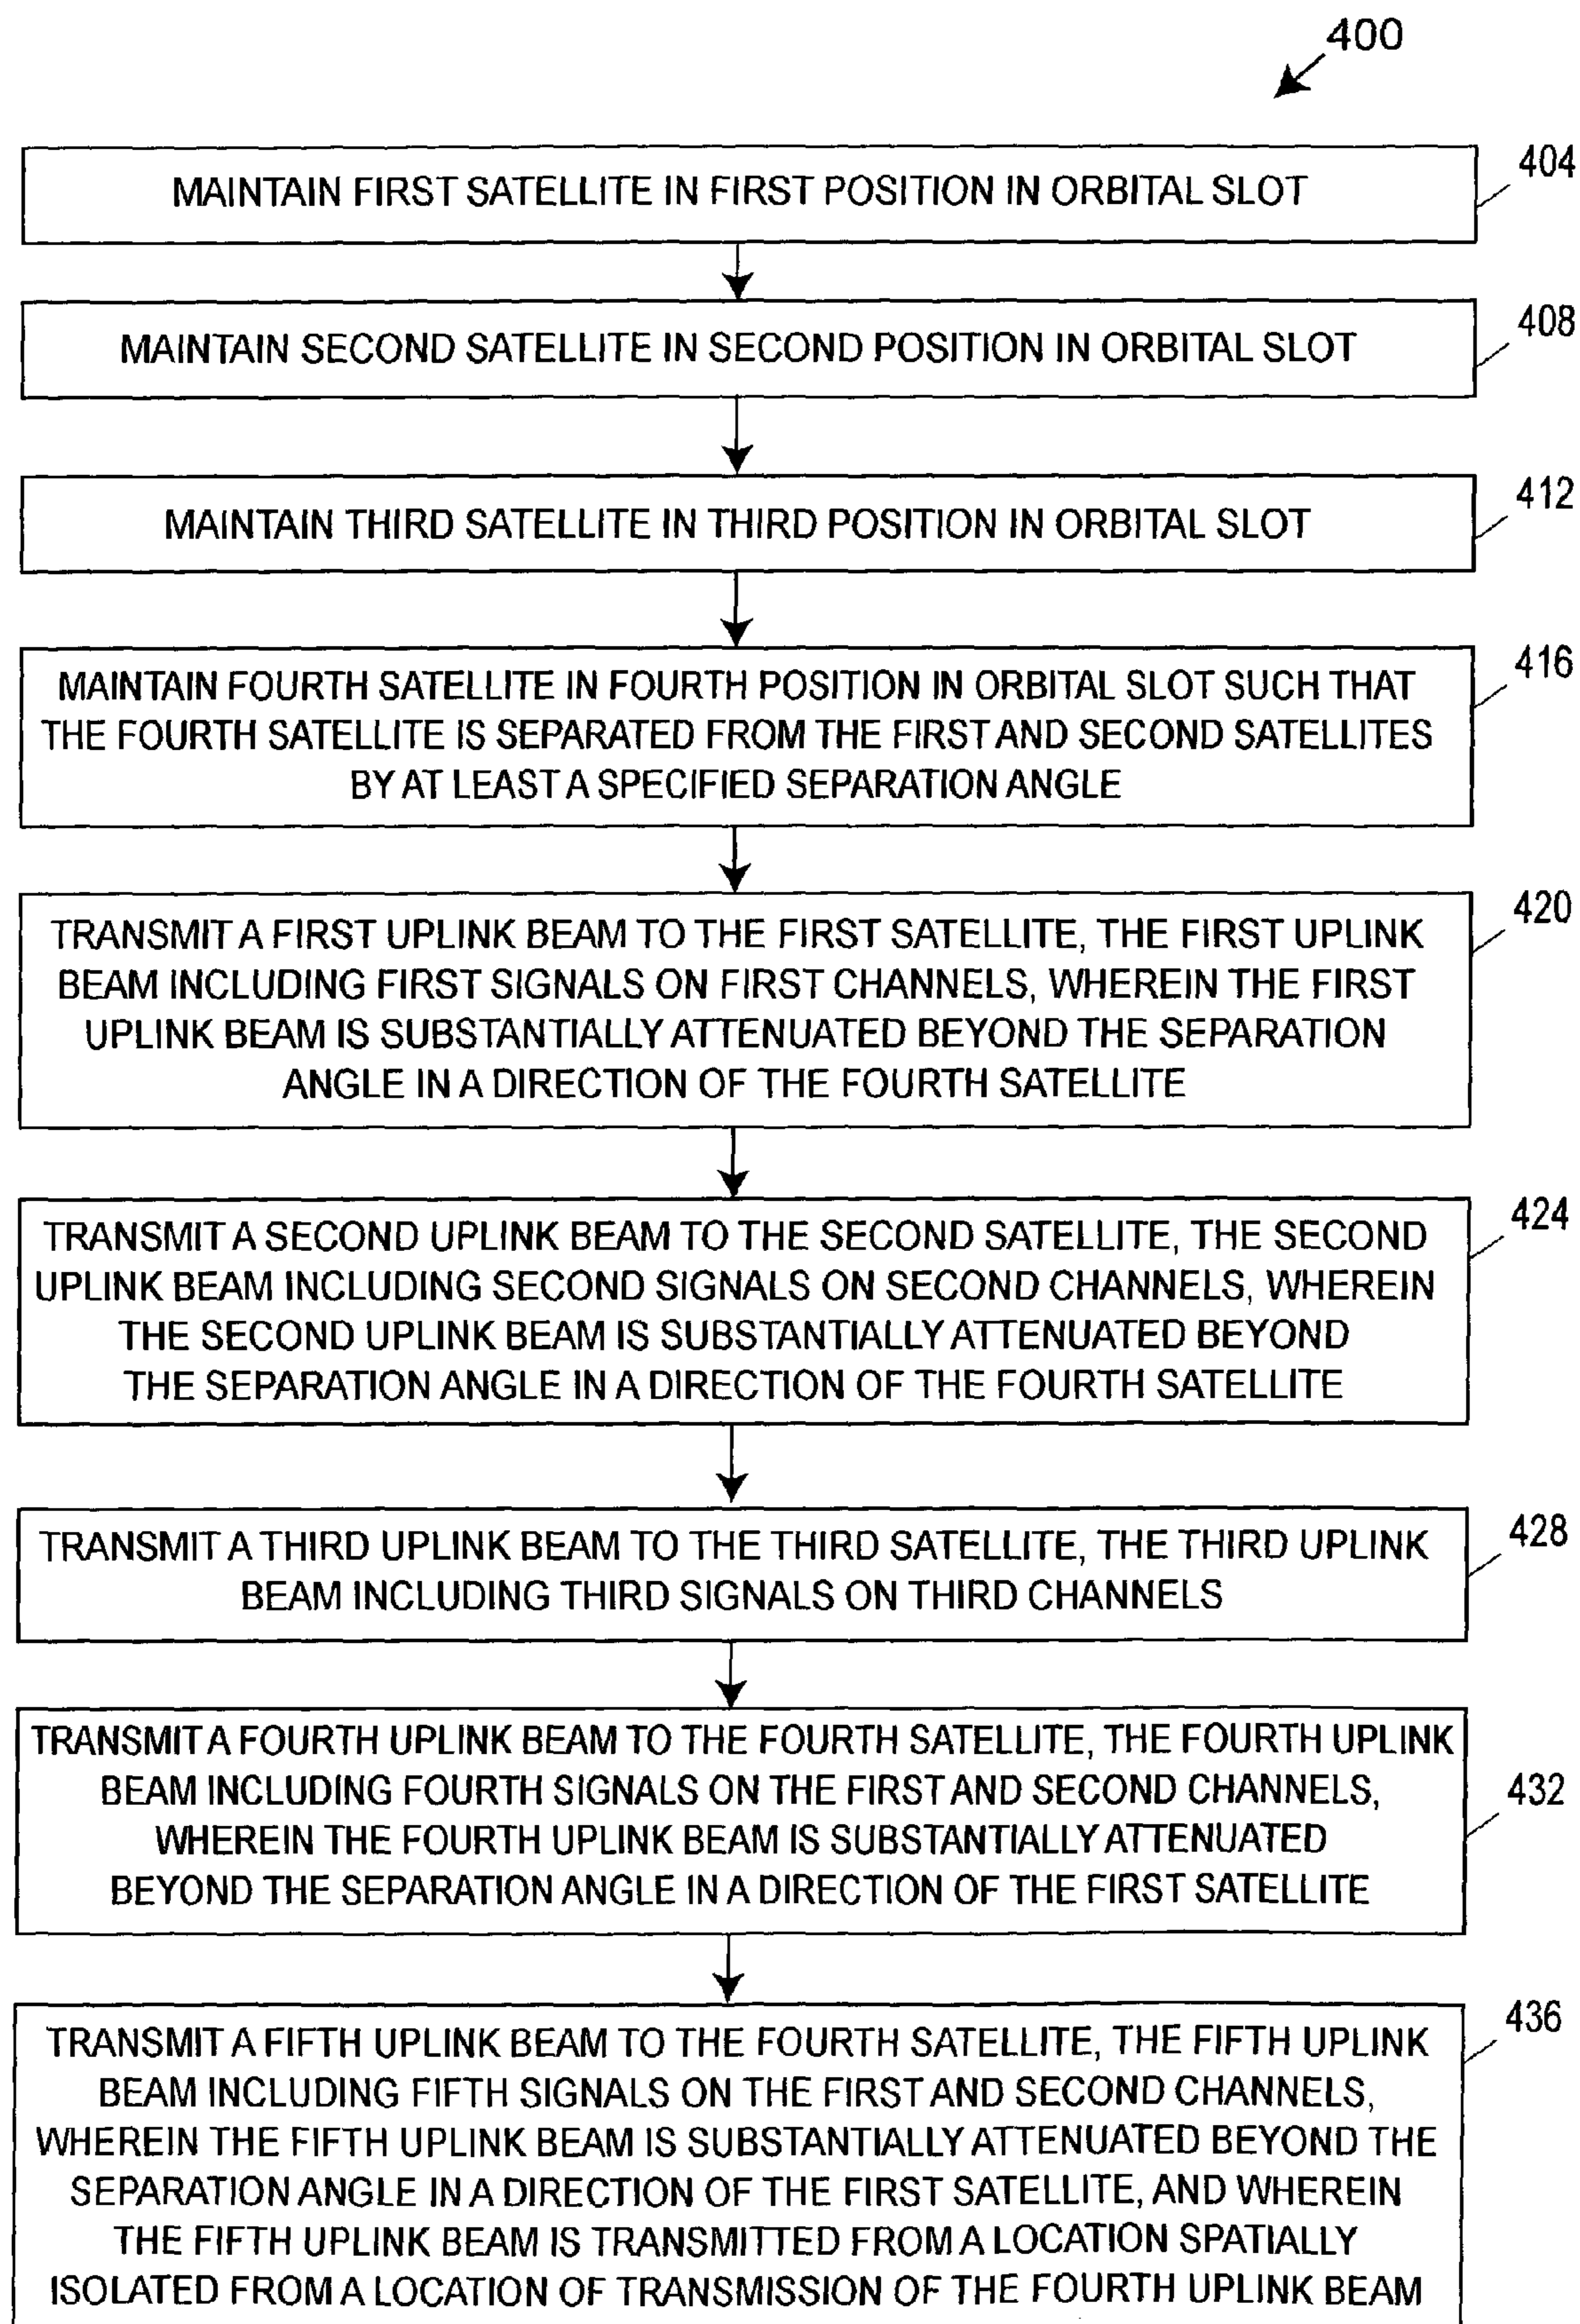 400
MAINTAIN FIRST SATELLITE IN FIRST POSITION IN ORBITAL SLOT
404
MAINTAIN SECOND SATELLITE IN SECOND POSITION IN ORBITAL SLOT
408
MAINTAIN THIRD SATELLITE IN THIRD POSITION IN ORBITAL SLOT
412
MAINTAIN FOURTH SATELLITE IN FOURTH POSITION IN ORBITAL SLOT SUCH THAT
THE FOURTH SATELLITE IS SEPARATED FROM THE FIRST AND SECOND SATELLITES
BY AT LEAST A SPECIFIED SEPARATION ANGLE
416
TRANSMIT A FIRST UPLINK BEAM TO THE FIRST SATELLITE, THE FIRST UPLINK
BEAM INCLUDING FIRST SIGNALS ON FIRST CHANNELS, WHEREIN THE FIRST
UPLINK BEAM IS SUBSTANTIALLY ATTENUATED BEYOND THE SEPARATION
ANGLE IN A DIRECTION OF THE FOURTH SATELLITE
420
TRANSMIT A SECOND UPLINK BEAM TO THE SECOND SATELLITE, THE SECOND
UPLINK BEAM INCLUDING SECOND SIGNALS ON SECOND CHANNELS, WHEREIN
THE SECOND UPLINK BEAM IS SUBSTANTIALLY ATTENUATED BEYOND
THE SEPARATION ANGLE IN A DIRECTION OF THE FOURTH SATELLITE
424
TRANSMIT A THIRD UPLINK BEAM TO THE THIRD SATELLITE, THE THIRD UPLINK
BEAM INCLUDING THIRD SIGNALS ON THIRD CHANNELS
428
TRANSMIT A FOURTH UPLINK BEAM TO THE FOURTH SATELLITE, THE FOURTH UPLINK
BEAM INCLUDING FOURTH SIGNALS ON THE FIRST AND SECOND CHANNELS,
WHEREIN THE FOURTH UPLINK BEAM IS SUBSTANTIALLY ATTENUATED
BEYOND THE SEPARATION ANGLE IN A DIRECTION OF THE FIRST SATELLITE
432
TRANSMIT A FIFTH UPLINK BEAM TO THE FOURTH SATELLITE, THE FIFTH UPLINK
BEAM INCLUDING FIFTH SIGNALS ON THE FIRST AND SECOND CHANNELS,
WHEREIN THE FIFTH UPLINK BEAM IS SUBSTANTIALLY ATTENUATED BEYOND THE
SEPARATION ANGLE IN A DIRECTION OF THE FIRST SATELLITE, AND WHEREIN
THE FIFTH UPLINK BEAM IS TRANSMITTED FROM A LOCATION SPATIALLY
ISOLATED FROM A LOCATION OF TRANSMISSION OF THE FOURTH UPLINK BEAM
436